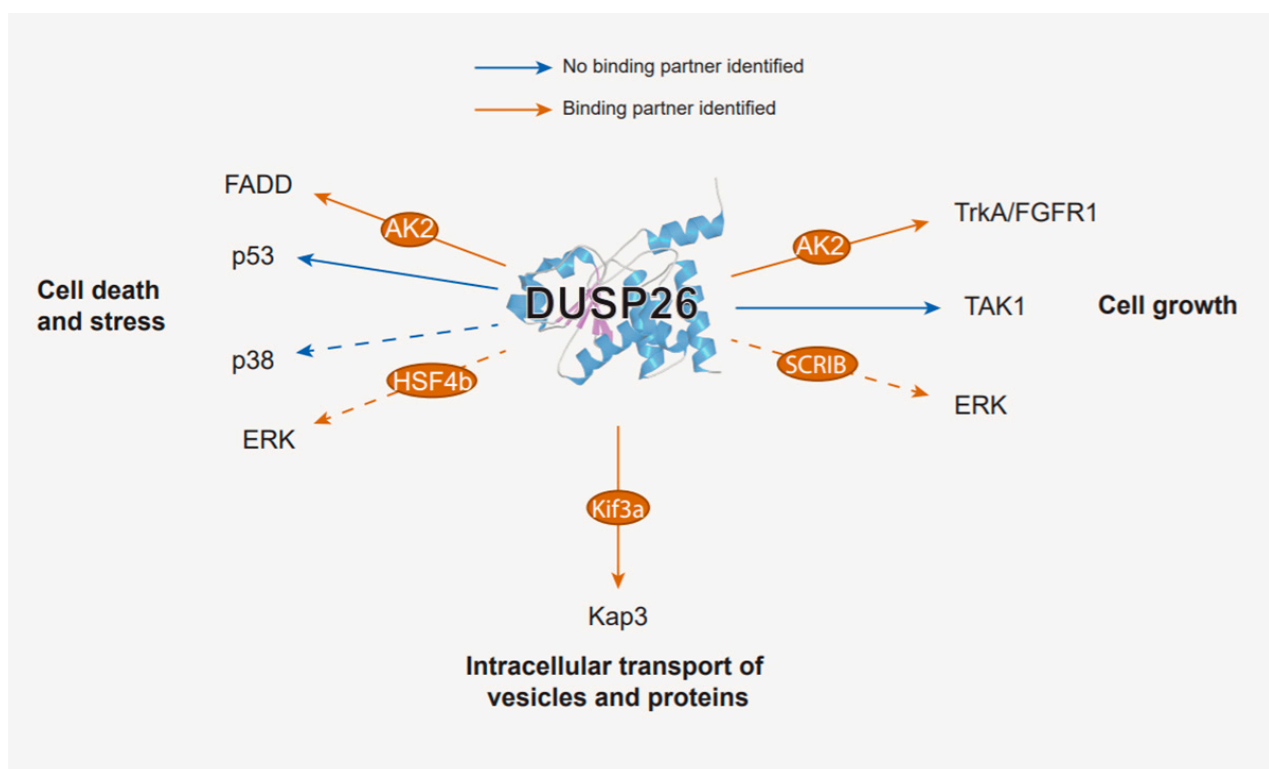 No binding partner identified
Binding partner identified
FADD
AK2
p53
Cell death
and stress
p38
HSF4b
ERK
DUSP26
AK2
TrkA/FGFR1
TAK1
Cell growth
SCRIB
ERK
Kif3a
Kap3
Intracellular transport of
vesicles and proteins